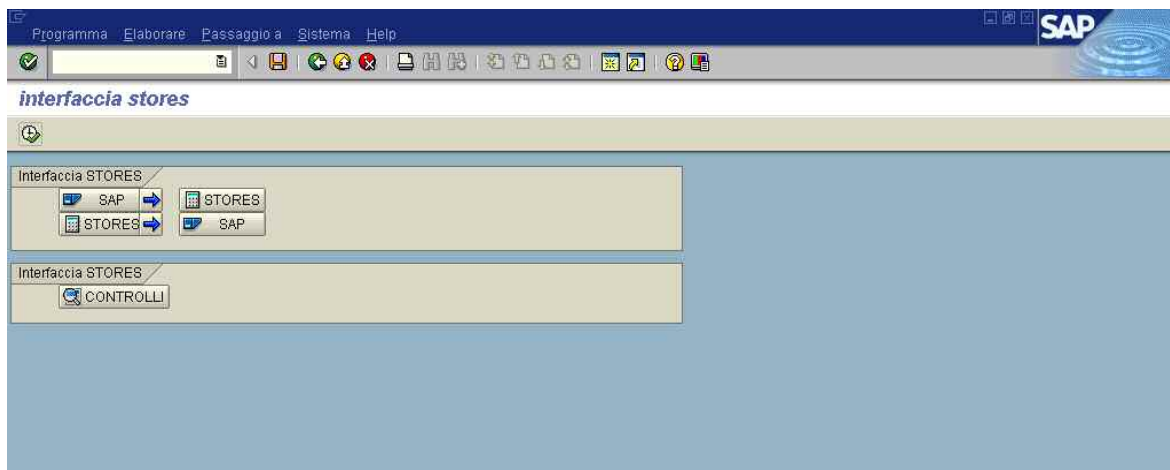 Programma Elaborare Passaggio a Sistema Help
SAP
interfaccia stores
Interfaccia STORES
SAP STORES
STORES SAP
Interfaccia STORES
CONTROLLI